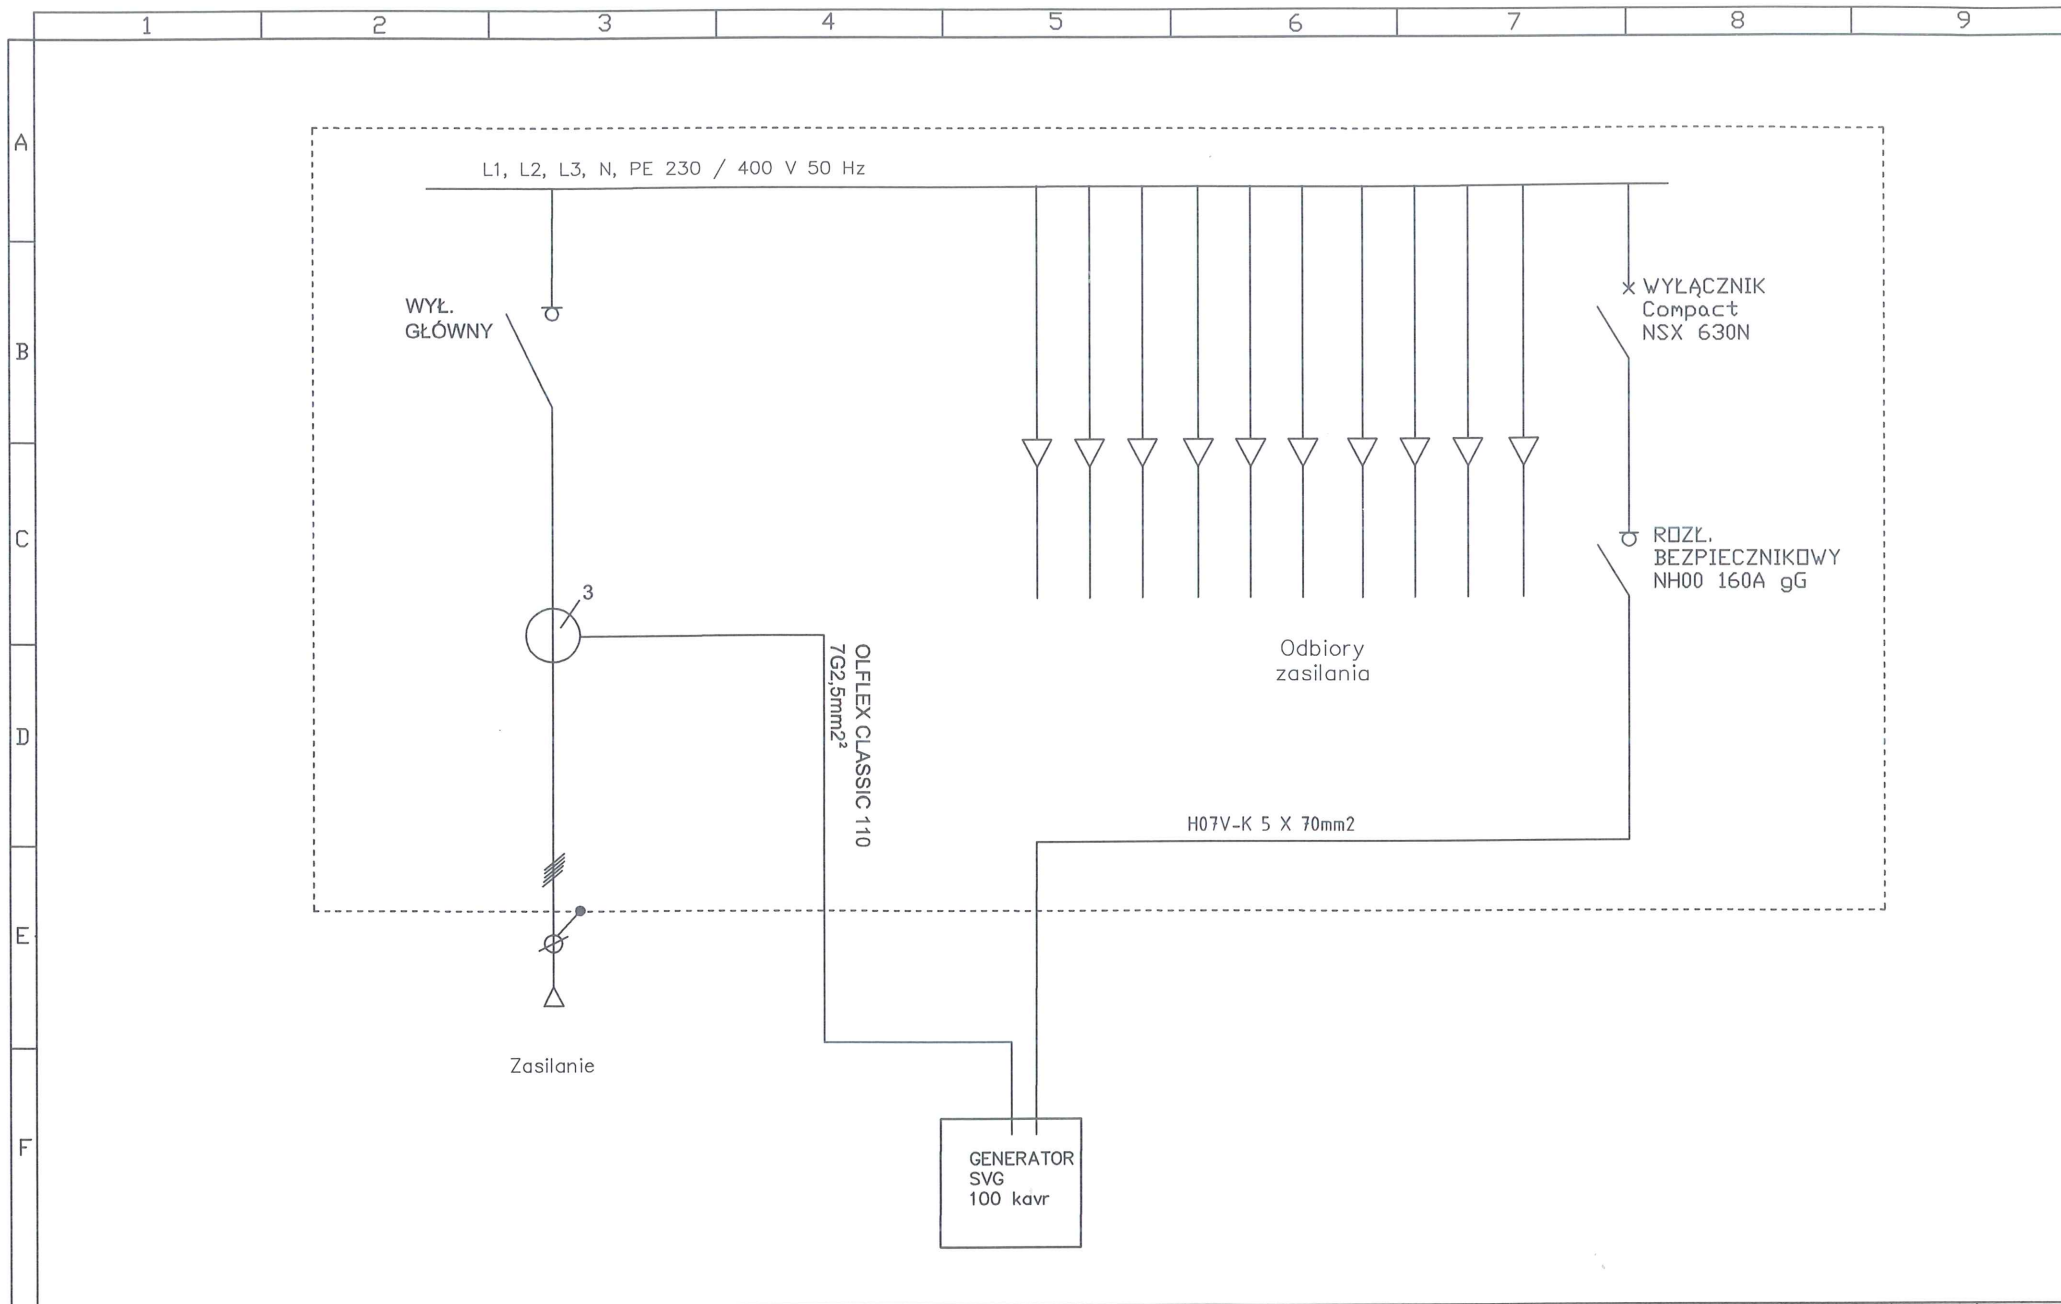 1 2 3 4 5 6 7 8 9
A
B
C
D
E
F
L1, L2, L3, N, PE 230 / 400 V 50 Hz
WYŁ.
GŁÓWNY
WYŁĄCZNIK
Compact
NSX 630N
3
ROZŁ.
BEZPIECZNIKOWY
NH00 160A gG
OLFLEX CLASSIC 110
7G2,5mm2²
Odbiory
zasilania
H07V-K 5 X 70mm2
Zasilanie
GENERATOR
SVG
100 kavr